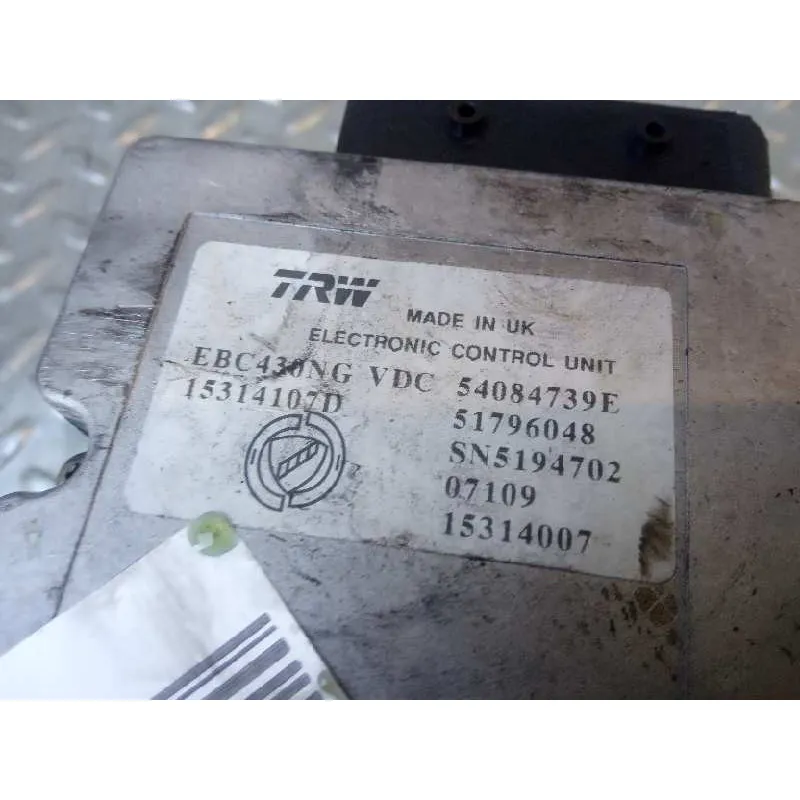 TRW
MADE IN UK
ELECTRONIC CONTROL UNIT
EBC430NG VDC 54084739E
15314107D 51796048
SN5194702
07109
15314007